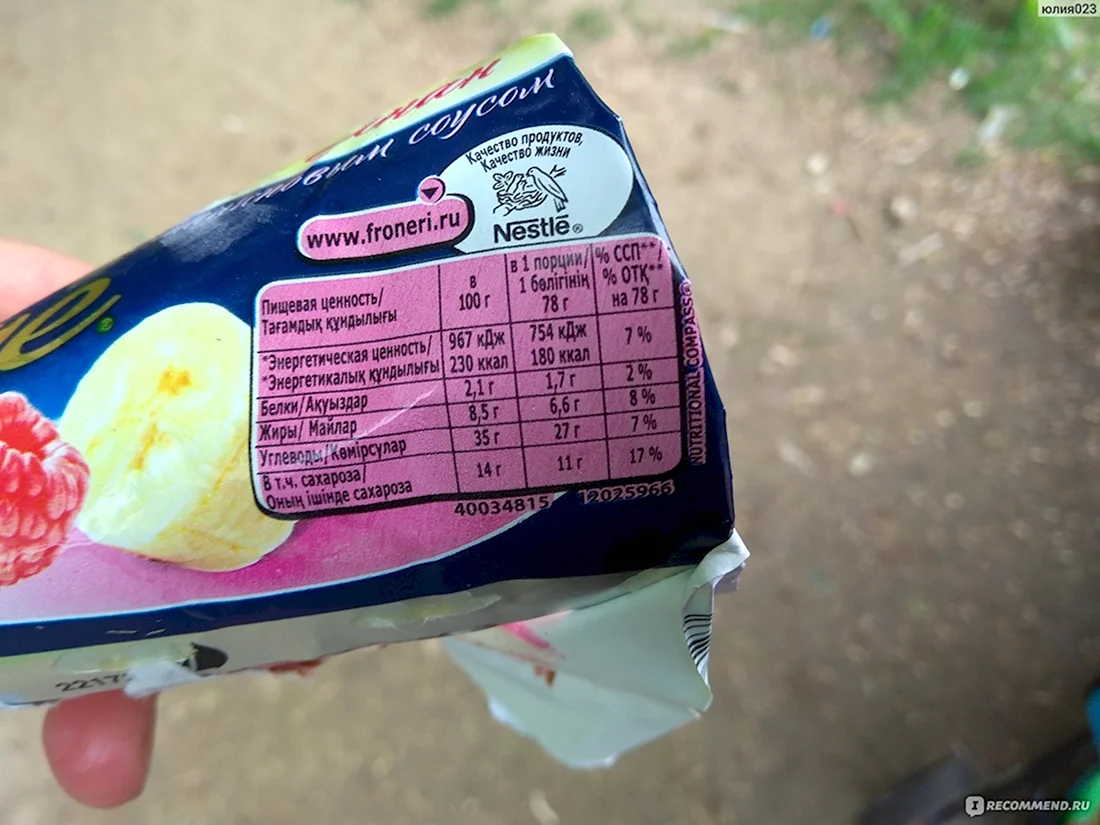 юлия023
соусом
Качество продуктов,
Качество жизни
Nestlē®
www.froneri.ru
Пищевая ценность/
Тағамдық құндылығы
в
100 г
в 1 порции/
1 бөлігінің
78 г
% ССП**/
% ОТҚ**
на 78 г
*Энергетическая ценность/
*Энергетикалық құндылығы
967 кДж
230 ккал
754 кДж
180 ккал
7 %
Белки/Ақуыздар
2,1 г
1,7 г
2 %
Жиры/ Майлар
8,5 г
6,6 г
8 %
Углеводы/Көмірсулар
35 г
27 г
7 %
В т.ч. сахароза/
Оның ішінде сахароза
14 г
11 г
17 %
NUTRITIONAL COMPASS®
40034815
12025966
RECOMMEND.RU